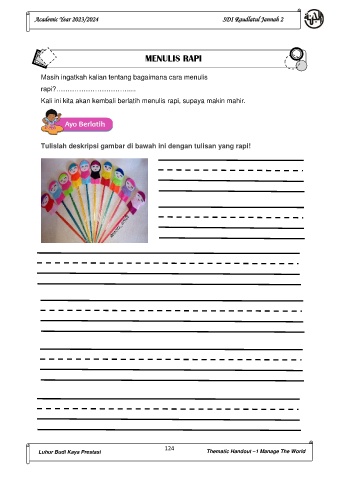 Academic Year 2023/2024
SDI Raudlatul Jannah 2
MENULIS RAPI
Masih ingatkah kalian tentang bagaimana cara menulis
rapi?....................................
Kali ini kita akan kembali berlatih menulis rapi, supaya makin mahir.
Ayo Berlatih
Tulislah deskripsi gambar di bawah ini dengan tulisan yang rapi!
Luhur Budi Kaya Prestasi
124
Thematic Handout –1 Manage The World